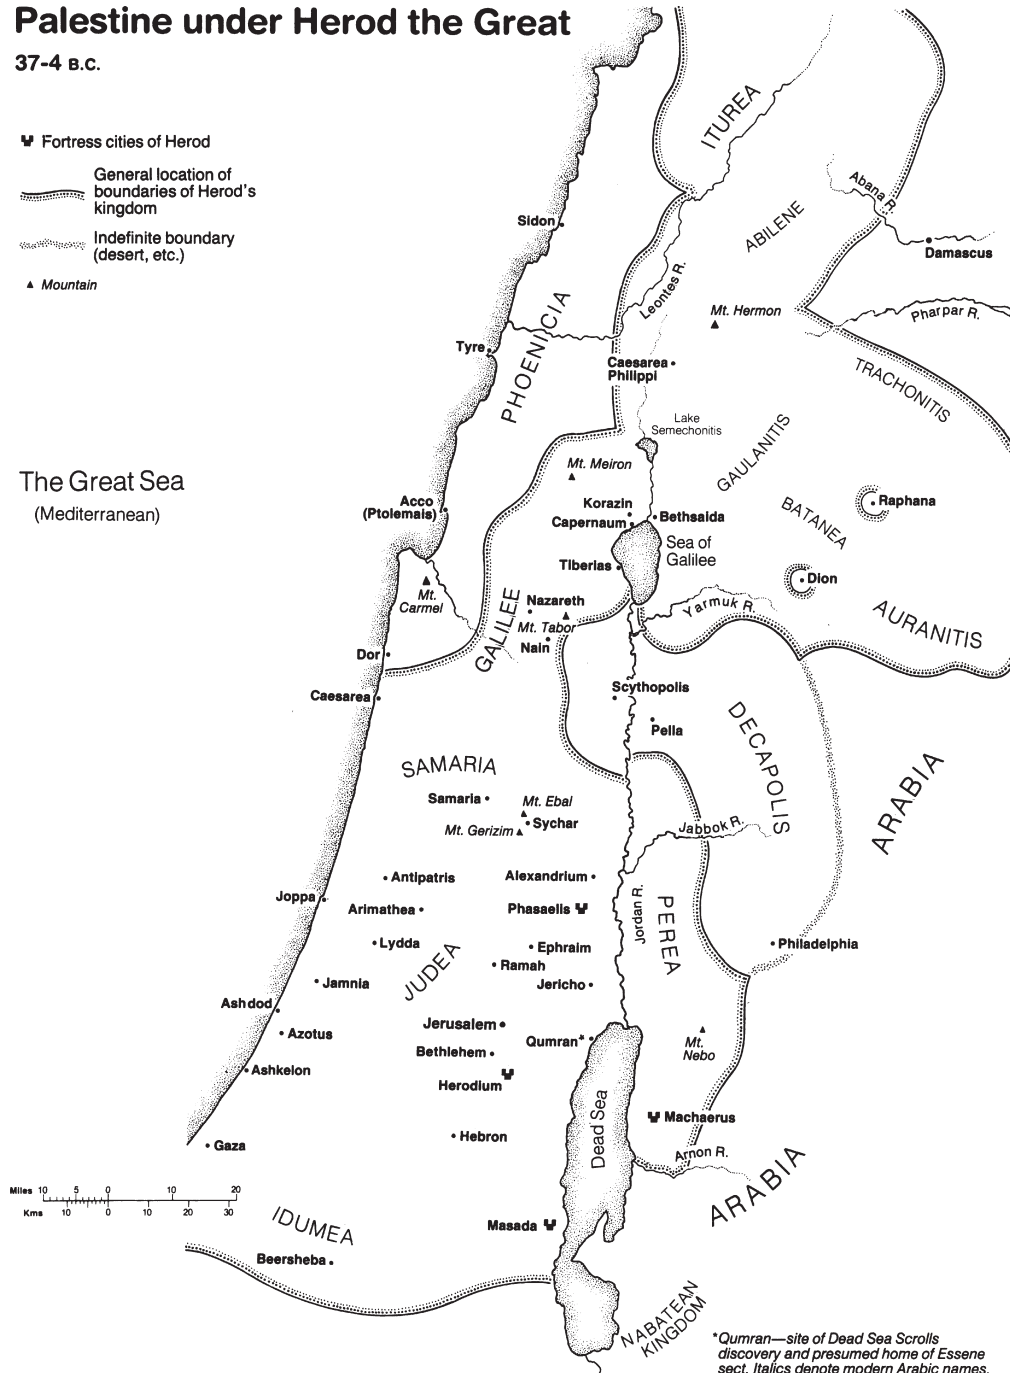 Palestine under Herod the Great
37-4 B.C.
Fortress cities of Herod
General location of
boundaries of Herod's
kingdom
Indefinite boundary
(desert, etc.)
Mountain
ITUREA
Abana R.
Sidon
ABILENE
Damascus
Leontes R.
PHOENICIA
Mt. Hermon
Pharpar R.
Tyre
Caesarea
Philippi
TRACHONITIS
Lake
Semechonitis
GAULANITIS
Mt. Meiron
The Great Sea
(Mediterranean)
Acco
(Ptolemais)
Korazin
Capernaum
Bethsaida
BATANEA
Raphana
Sea of
Galilee
Tiberias
Dion
Mt.
Carmel
Nazareth
Yarmuk R.
GALILEE
Mt. Tabor
Nain
AURANITIS
Dor
Caesarea
Scythopolis
Pella
DECAPOLIS
SAMARIA
Samaria
Mt. Ebal
Sychar
Mt. Gerizim
Jabbok R.
ARABIA
Antipatris
Alexandrium
Joppa
Arimathea
Phasaelis
Jordan R.
PEREA
Lydda
Ephraim
Philadelphia
JUDEA
Ramah
Jamnia
Jericho
Ashdod
Jerusalem
Azotus
Qumran*
Mt.
Nebo
Bethlehem
Ashkelon
Herodium
Dead Sea
Machaerus
Hebron
Gaza
Arnon R.
ARABIA
Miles 10 5 0 10 20
Kms 10 0 10 20 30
IDUMEA
Masada
Beersheba
NABATEAN
KINGDOM
*Qumran—site of Dead Sea Scrolls
discovery and presumed home of Essene
sect. Italics denote modern Arabic names.